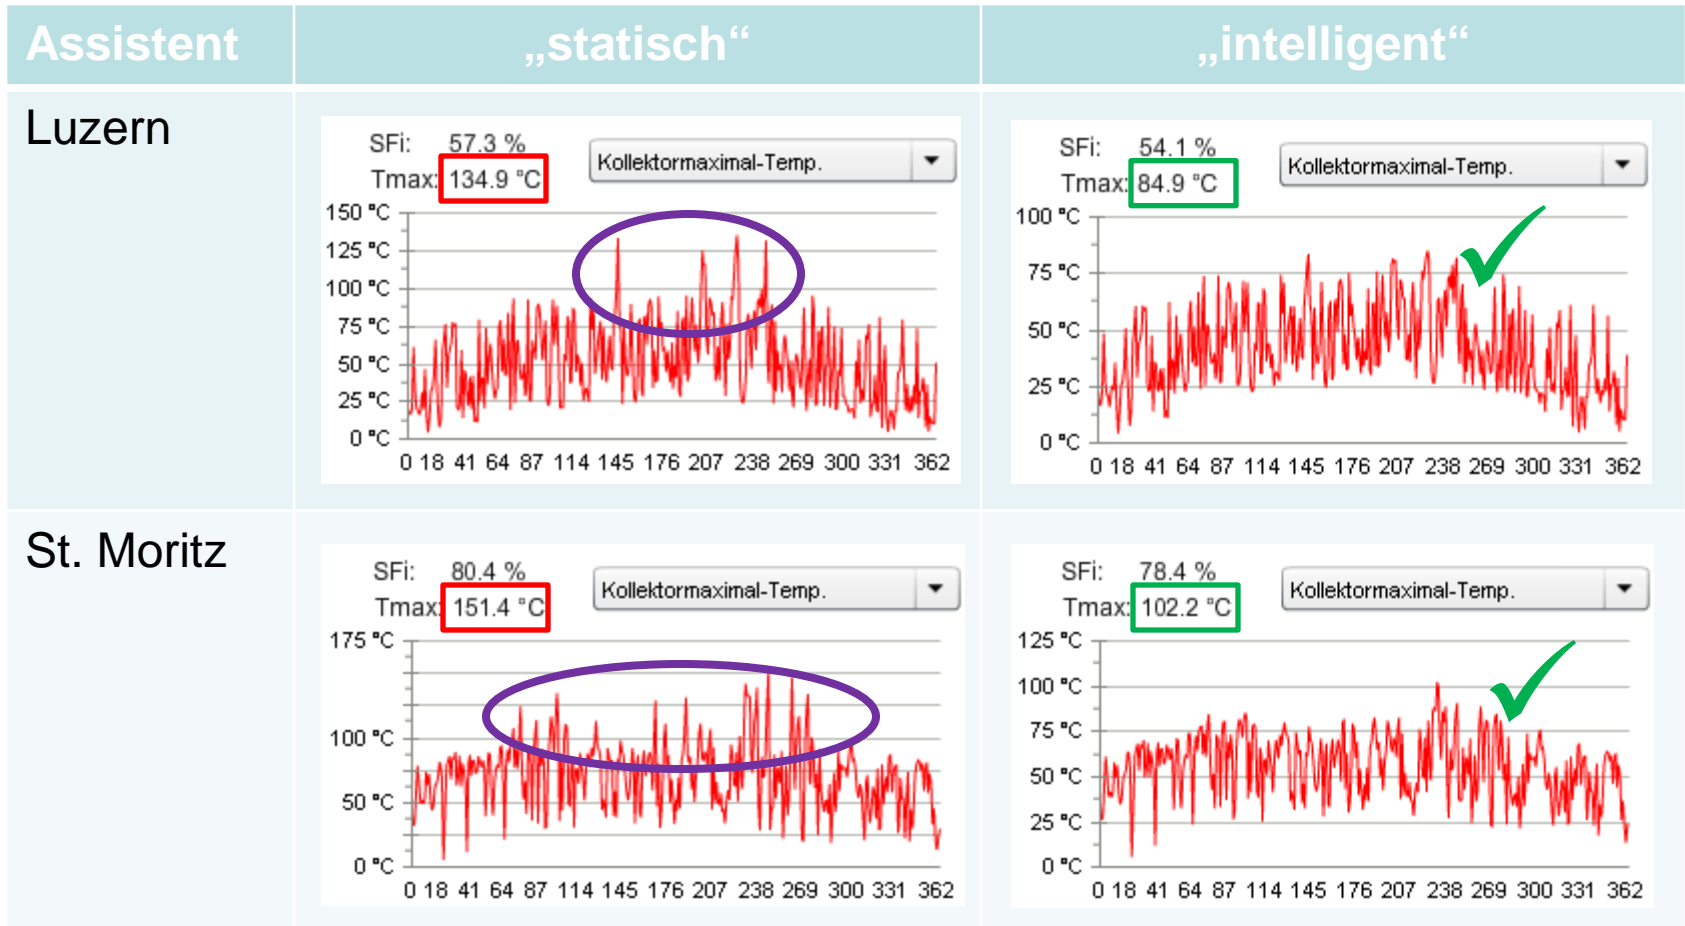 Assistent
„statisch“
„intelligent“
Luzern
SFi: 57.3 %
Tmax: 134.9 °C
Kollektormaximal-Temp.
150 °C
125 °C
100 °C
75 °C
50 °C
25 °C
0 °C
0 18 41 64 87 114 145 176 207 238 269 300 331 362
SFi: 54.1 %
Tmax: 84.9 °C
Kollektormaximal-Temp.
100 °C
75 °C
50 °C
25 °C
0 °C
0 18 41 64 87 114 145 176 207 238 269 300 331 362
St. Moritz
SFi: 80.4 %
Tmax: 151.4 °C
Kollektormaximal-Temp.
175 °C
100 °C
50 °C
0 °C
0 18 41 64 87 114 145 176 207 238 269 300 331 362
SFi: 78.4 %
Tmax: 102.2 °C
Kollektormaximal-Temp.
125 °C
100 °C
75 °C
50 °C
25 °C
0 °C
0 18 41 64 87 114 145 176 207 238 269 300 331 362